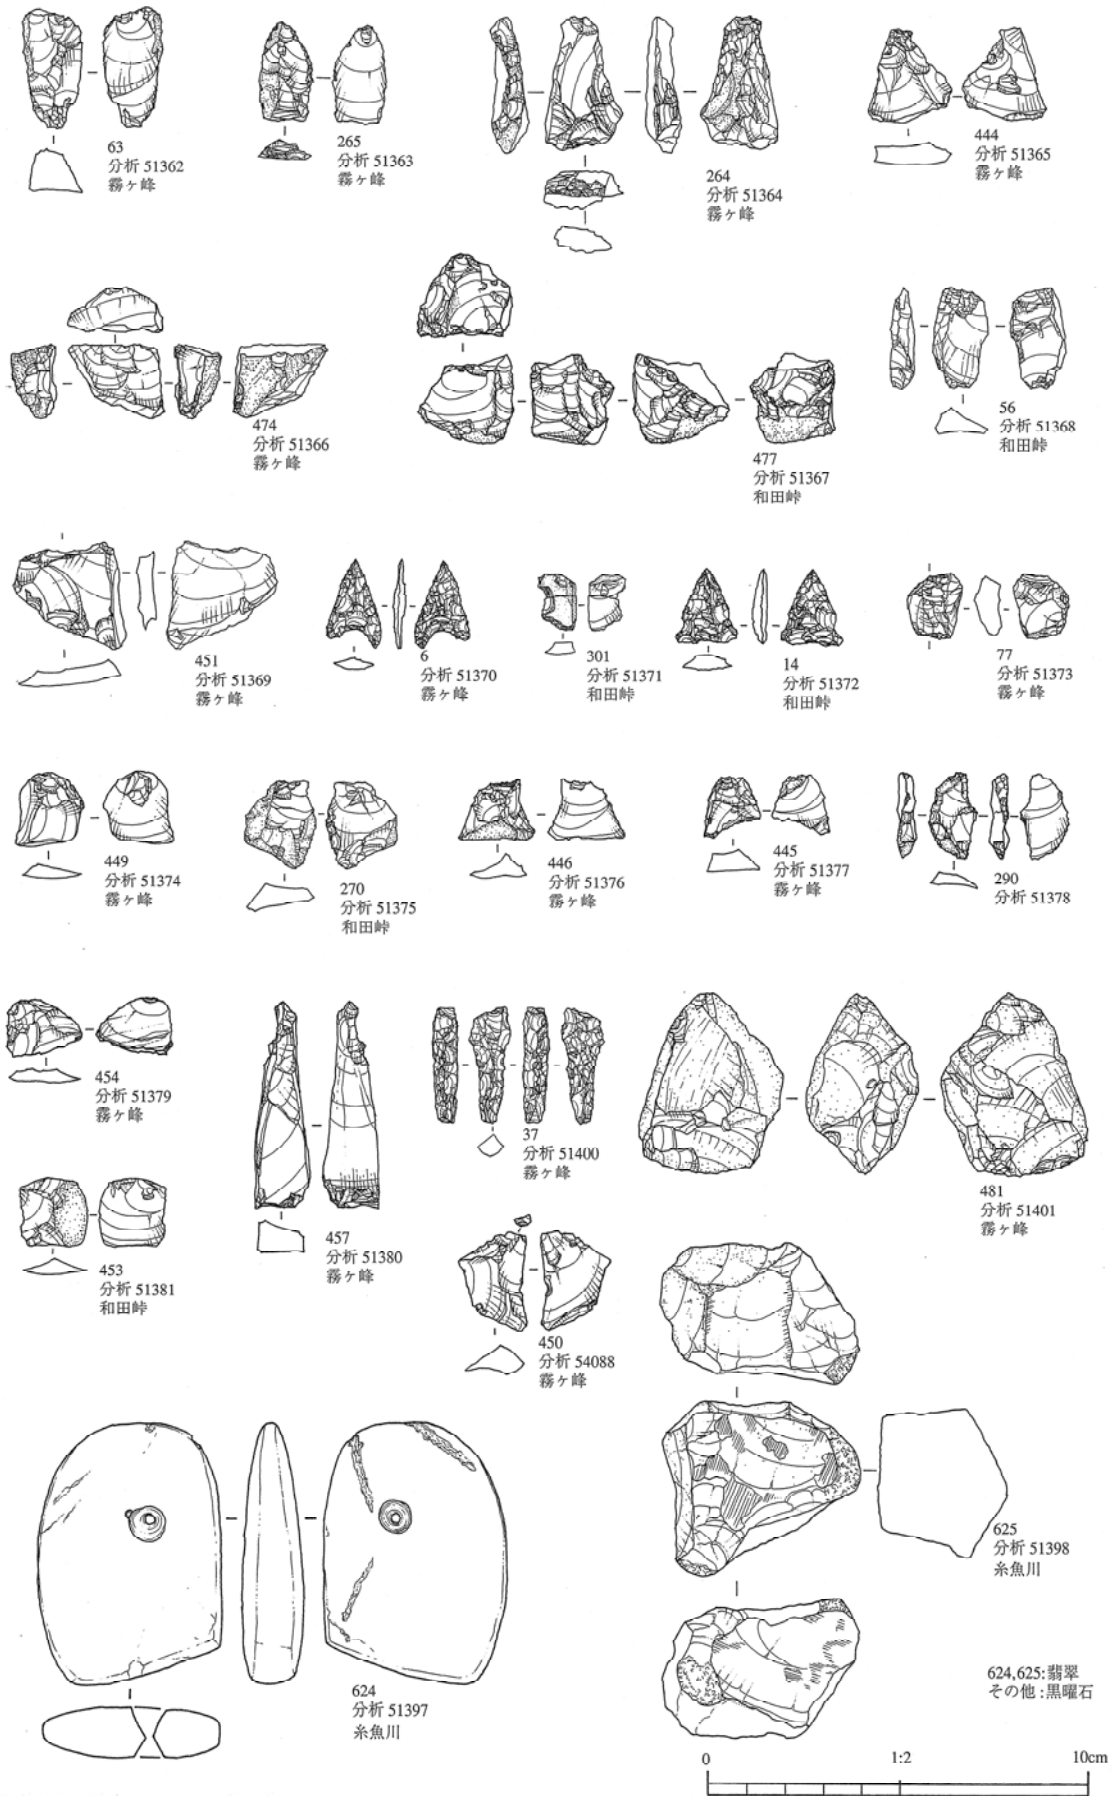 63
分析 51362
霧ヶ峰
265
分析 51363
霧ヶ峰
264
分析 51364
霧ヶ峰
444
分析 51365
霧ヶ峰
474
分析 51366
霧ヶ峰
477
分析 51367
和田峠
56
分析 51368
和田峠
451
分析 51369
霧ヶ峰
6
分析 51370
霧ヶ峰
301
分析 51371
和田峠
14
分析 51372
和田峠
77
分析 51373
霧ヶ峰
449
分析 51374
霧ヶ峰
270
分析 51375
和田峠
446
分析 51376
霧ヶ峰
445
分析 51377
霧ヶ峰
290
分析 51378
454
分析 51379
霧ヶ峰
457
分析 51380
霧ヶ峰
37
分析 51400
霧ヶ峰
481
分析 51401
霧ヶ峰
453
分析 51381
和田峠
450
分析 54088
霧ヶ峰
624
分析 51397
糸魚川
625
分析 51398
糸魚川
624,625:翡翠
その他:黒曜石
0 1:2 10cm